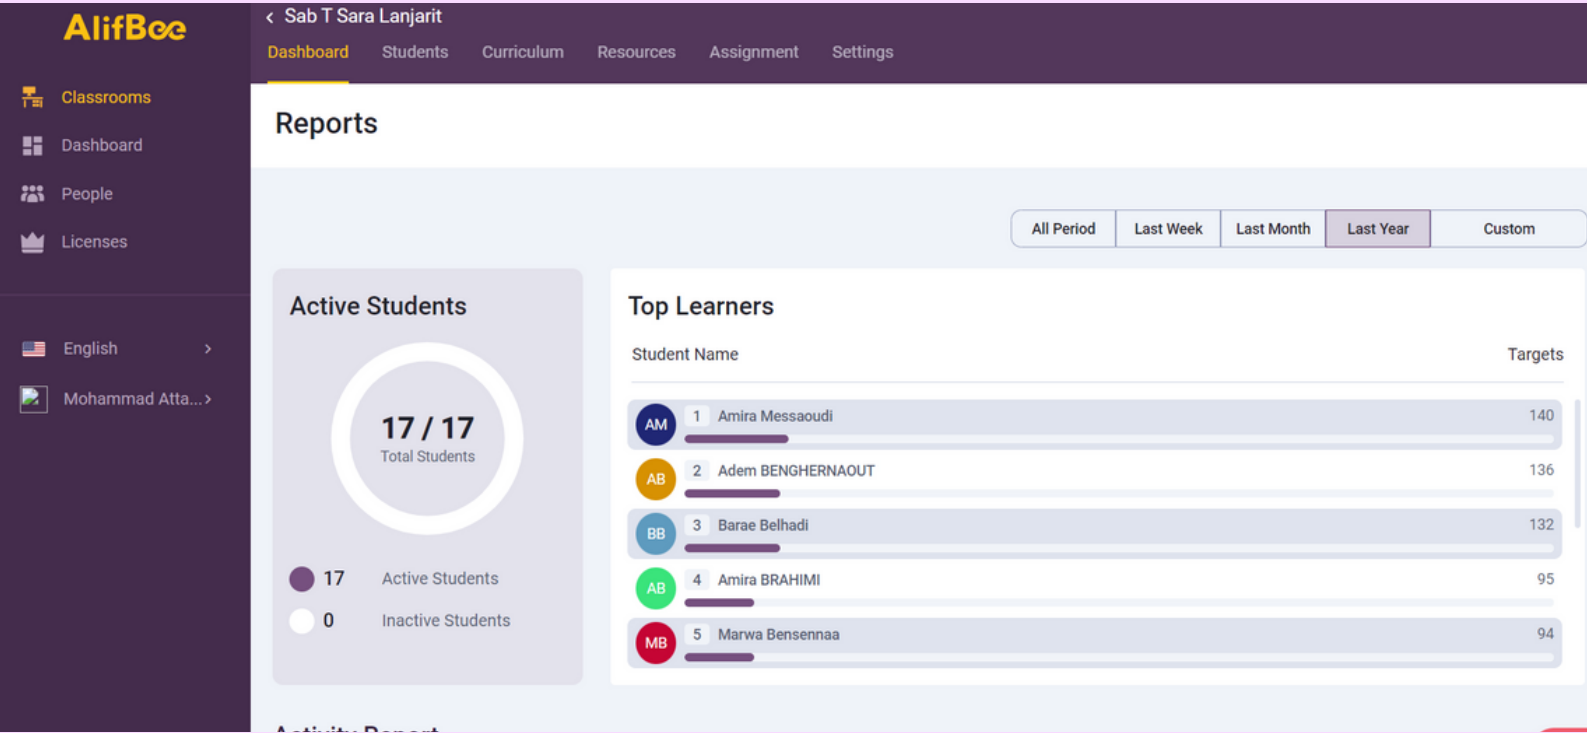 AlifBee
Classrooms
Dashboard
People
Licenses
English
Mohammad Atta...
Sab T Sara Lanjarit
Dashboard Students Curriculum Resources Assignment Settings
Reports
All Period Last Week Last Month Last Year Custom
Active Students
17 / 17
Total Students
17 Active Students
0 Inactive Students
Top Learners
Student Name Targets
AM 1 Amira Messaoudi 140
AB 2 Adem BENGHERNAOUT 136
BB 3 Barae Belhadi 132
AB 4 Amira BRAHIMI 95
MB 5 Marwa Bensennaa 94
Activity Report